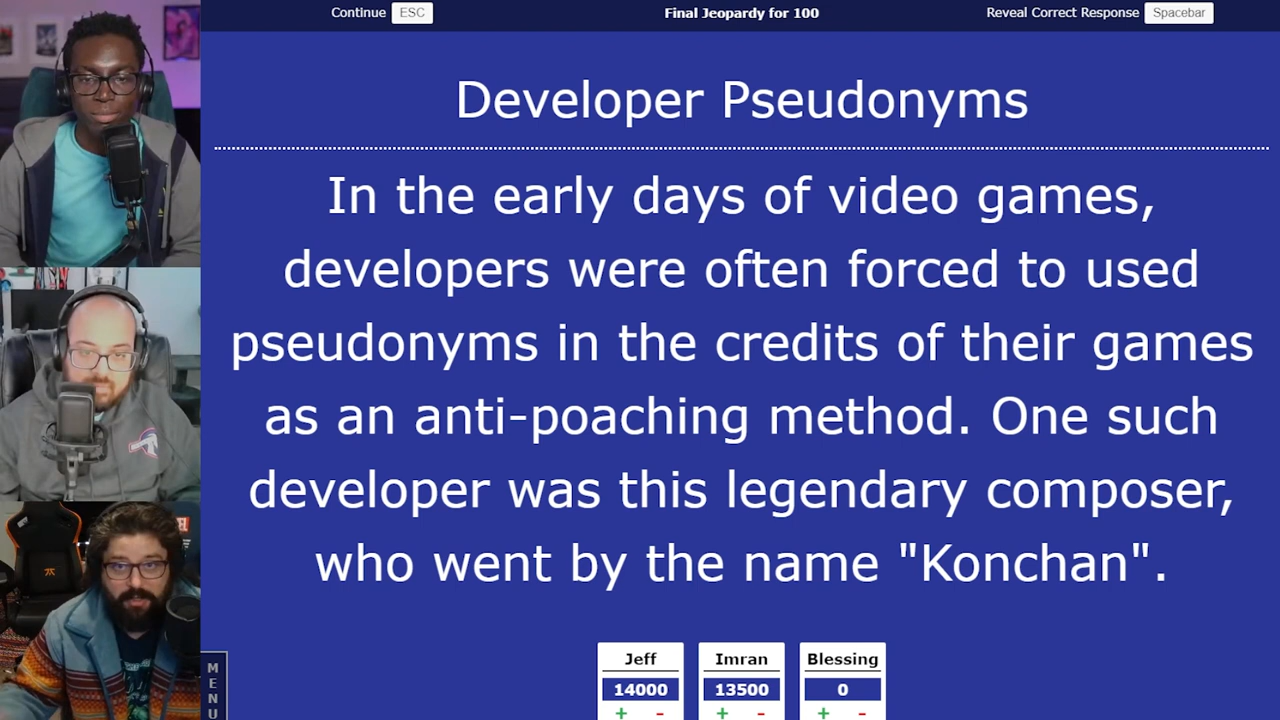 Continue ESC Final Jeopardy for 100 Reveal Correct Response Spacebar
Developer Pseudonyms
In the early days of video games,
developers were often forced to used
pseudonyms in the credits of their games
as an anti-poaching method. One such
developer was this legendary composer,
who went by the name "Konchan".
MENU
Jeff Imran Blessing
14000 13500 0
+ - + - + -